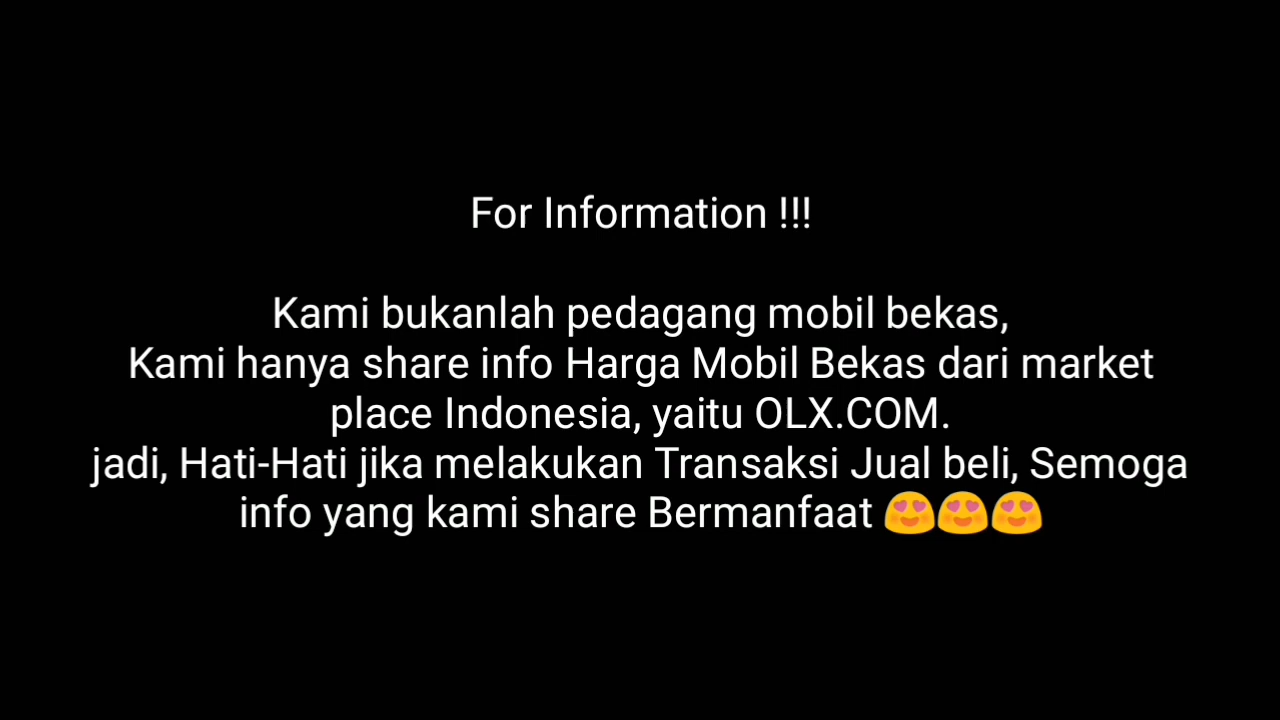 For Information !!!
Kami bukanlah pedagang mobil bekas,
Kami hanya share info Harga Mobil Bekas dari market
place Indonesia, yaitu OLX.COM.
jadi, Hati-Hati jika melakukan Transaksi Jual beli, Semoga
info yang kami share Bermanfaat 😍😍😍